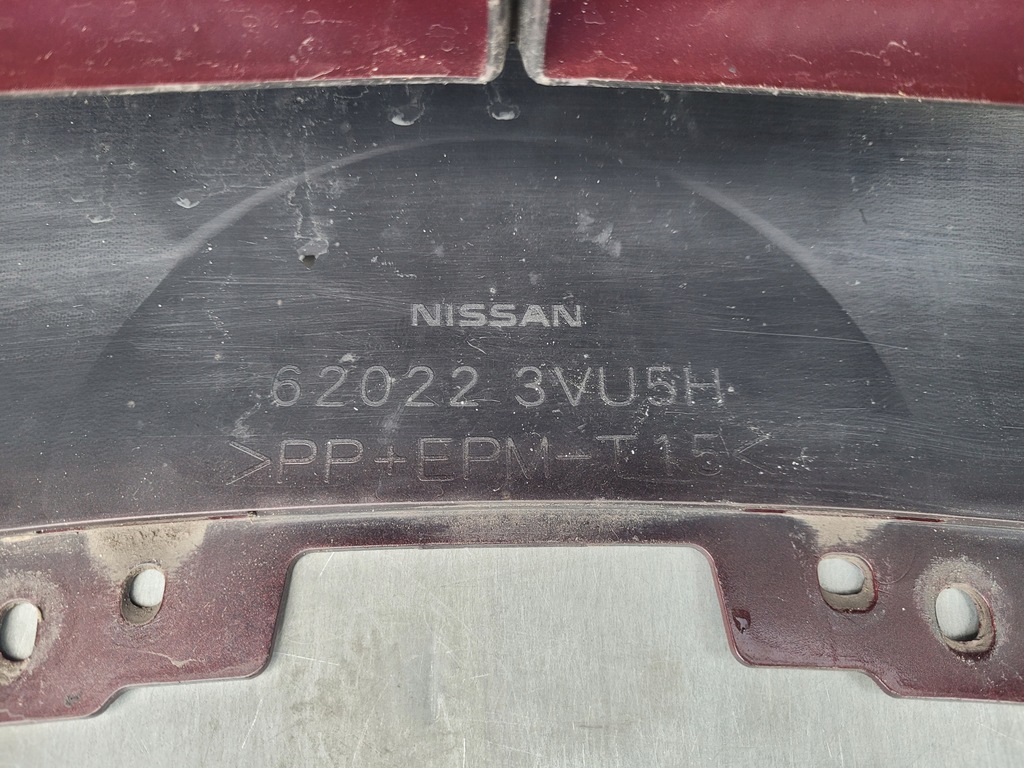 NISSAN
62022 3VU5H
>PP+EPM-T15<